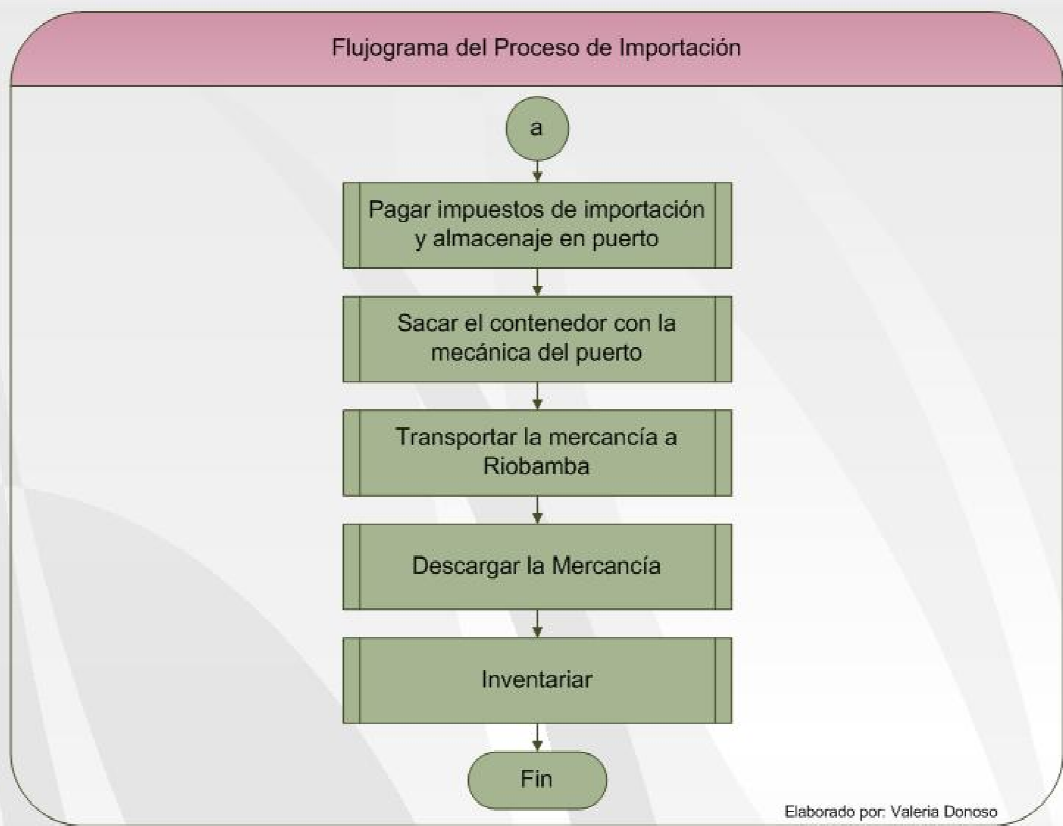 Flujograma del Proceso de Importación
a
Pagar impuestos de importación
y almacenaje en puerto
Sacar el contenedor con la
mecánica del puerto
Transportar la mercancía a
Riobamba
Descargar la Mercancía
Inventariar
Fin
Elaborado por: Valeria Donoso